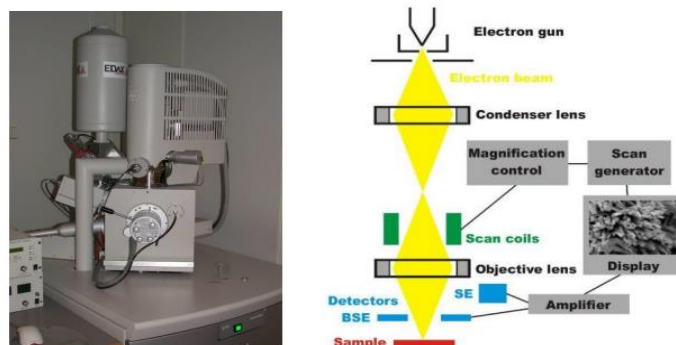 EDAX
Electron gun
Electron beam
Condenser lens
Magnification
control
Scan
generator
Scan coils
Display
Objective lens
Detectors
SE
BSE
Amplifier
Sample